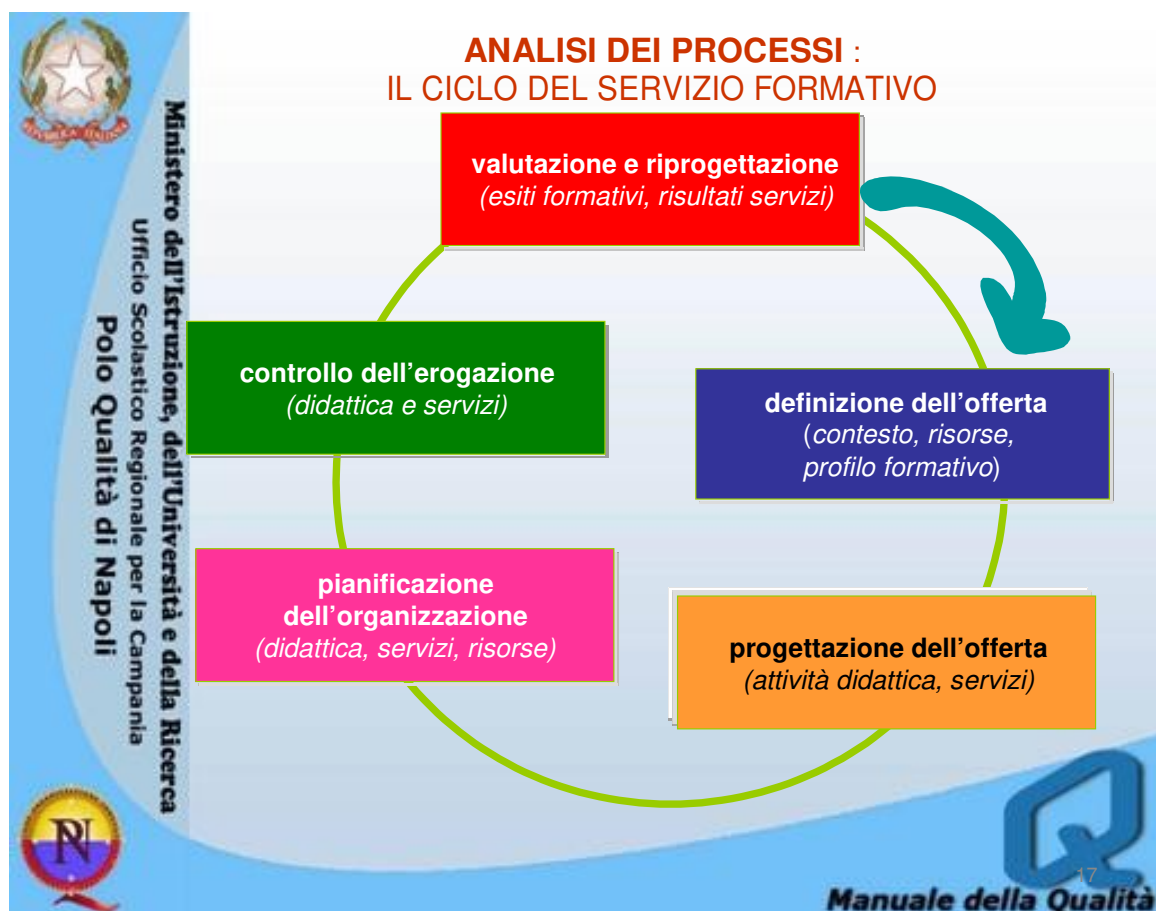 ANALISI DEI PROCESSI :
IL CICLO DEL SERVIZIO FORMATIVO
valutazione e riprogettazione
(esiti formativi, risultati servizi)
controllo dell’erogazione
(didattica e servizi)
definizione dell’offerta
(contesto, risorse,
profilo formativo)
pianificazione
dell’organizzazione
(didattica, servizi, risorse)
progettazione dell’offerta
(attività didattica, servizi)
REPVBBLICA ITALIANA
Ministero dell'Istruzione, dell'Università e della Ricerca
Ufficio Scolastico Regionale per la Campania
Polo Qualità di Napoli
PN
Q
17
Manuale della Qualità